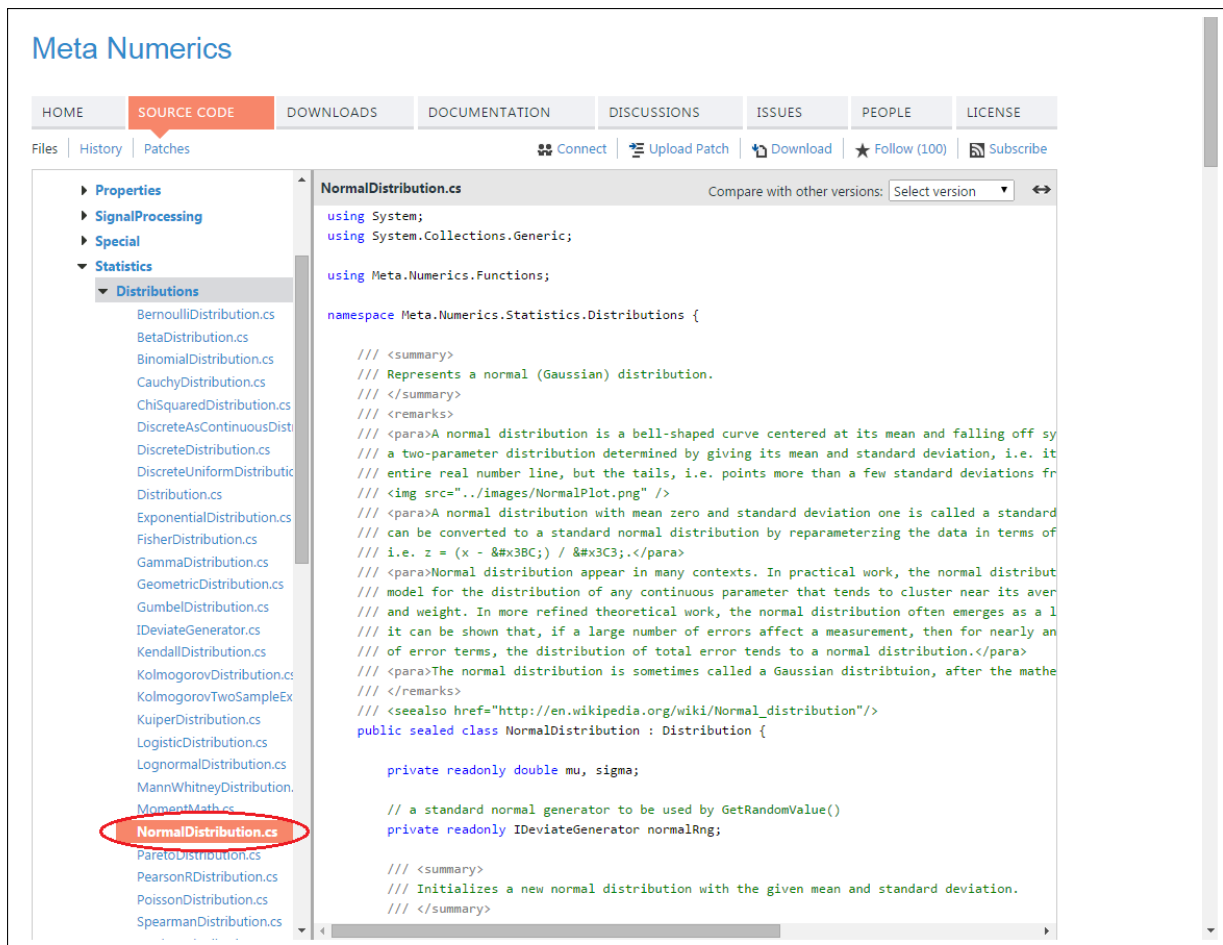 Meta Numerics
HOME SOURCE CODE DOWNLOADS DOCUMENTATION DISCUSSIONS ISSUES PEOPLE LICENSE
Files History Patches Connect Upload Patch Download Follow (100) Subscribe
Properties
SignalProcessing
Special
Statistics
Distributions
BernoulliDistribution.cs
BetaDistribution.cs
BinomialDistribution.cs
CauchyDistribution.cs
ChiSquaredDistribution.cs
DiscreteAsContinuousDistr
DiscreteDistribution.cs
DiscreteUniformDistributic
Distribution.cs
ExponentialDistribution.cs
FisherDistribution.cs
GammaDistribution.cs
GeometricDistribution.cs
GumbelDistribution.cs
IDeviateGenerator.cs
KendallDistribution.cs
KolmogorovDistribution.cs
KolmogorovTwoSampleEx
KuiperDistribution.cs
LogisticDistribution.cs
LognormalDistribution.cs
MannWhitneyDistribution.
MomentMath.cs
NormalDistribution.cs
ParetoDistribution.cs
PearsonRDistribution.cs
PoissonDistribution.cs
SpearmanDistribution.cs
NormalDistribution.cs Compare with other versions: Select version
using System;
using System.Collections.Generic;
using Meta.Numerics.Functions;
namespace Meta.Numerics.Statistics.Distributions {
/// <summary>
/// Represents a normal (Gaussian) distribution.
/// </summary>
/// <remarks>
/// <para>A normal distribution is a bell-shaped curve centered at its mean and falling off sy
/// a two-parameter distribution determined by giving its mean and standard deviation, i.e. it
/// entire real number line, but the tails, i.e. points more than a few standard deviations fr
/// <img src="../images/NormalPlot.png" />
/// <para>A normal distribution with mean zero and standard deviation one is called a standard
/// can be converted to a standard normal distribution by reparameterzing the data in terms of
/// i.e. z = (x - &#x3BC;) / &#x3C3;.</para>
/// <para>Normal distribution appear in many contexts. In practical work, the normal distribut
/// model for the distribution of any continuous parameter that tends to cluster near its aver
/// and weight. In more refined theoretical work, the normal distribution often emerges as a l
/// it can be shown that, if a large number of errors affect a measurement, then for nearly an
/// of error terms, the distribution of total error tends to a normal distribution.</para>
/// <para>The normal distribution is sometimes called a Gaussian distribtuion, after the mathe
/// </remarks>
/// <seealso href="http://en.wikipedia.org/wiki/Normal_distribution"/>
public sealed class NormalDistribution : Distribution {
private readonly double mu, sigma;
// a standard normal generator to be used by GetRandomValue()
private readonly IDeviateGenerator normalRng;
/// <summary>
/// Initializes a new normal distribution with the given mean and standard deviation.
/// </summary>